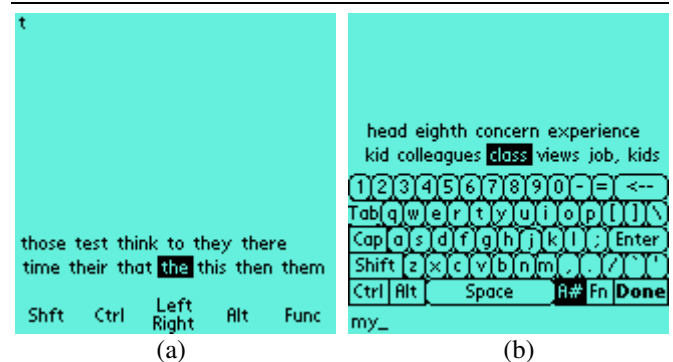 t
those test think to they there
time their that the this then them
Shft Ctrl Left Right Alt Func
(a)
head eighth concern experience
kid colleagues class views job, kids
1 2 3 4 5 6 7 8 9 0 - = <--
Tab q w e r t y u i o p [ ] \
Cap a s d f g h j k l ; Enter
Shift z x c v b n m , . / ` '
Ctrl Alt Space A# Fn Done
my_
(b)